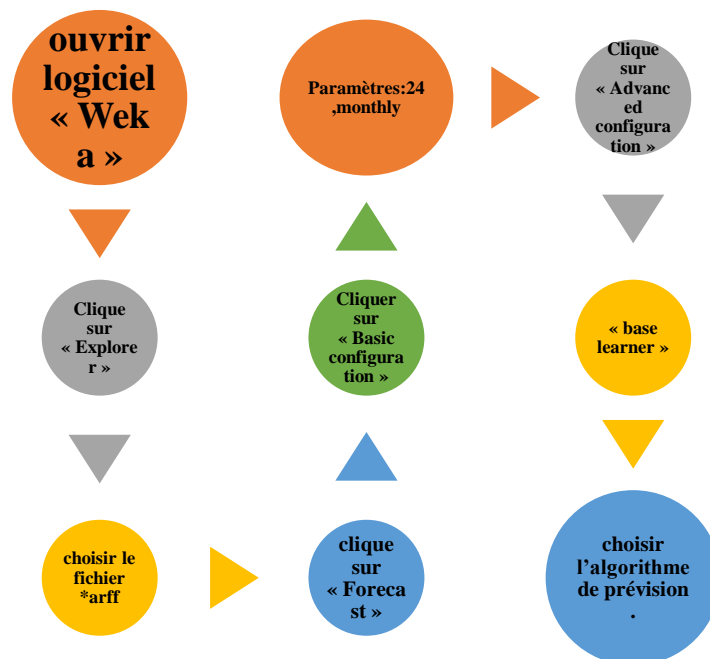 ouvrir
logiciel
« Wek
a »
Clique
sur
« Explore
r »
choisir le
fichier
*arff
clique
sur
« Foreca
st »
Cliquer
sur
« Basic
configura
tion »
Paramètres:24
,monthly
Clique
sur
« Advanc
ed
configura
tion »
« base
learner »
choisir
l’algorithme
de prévision
.